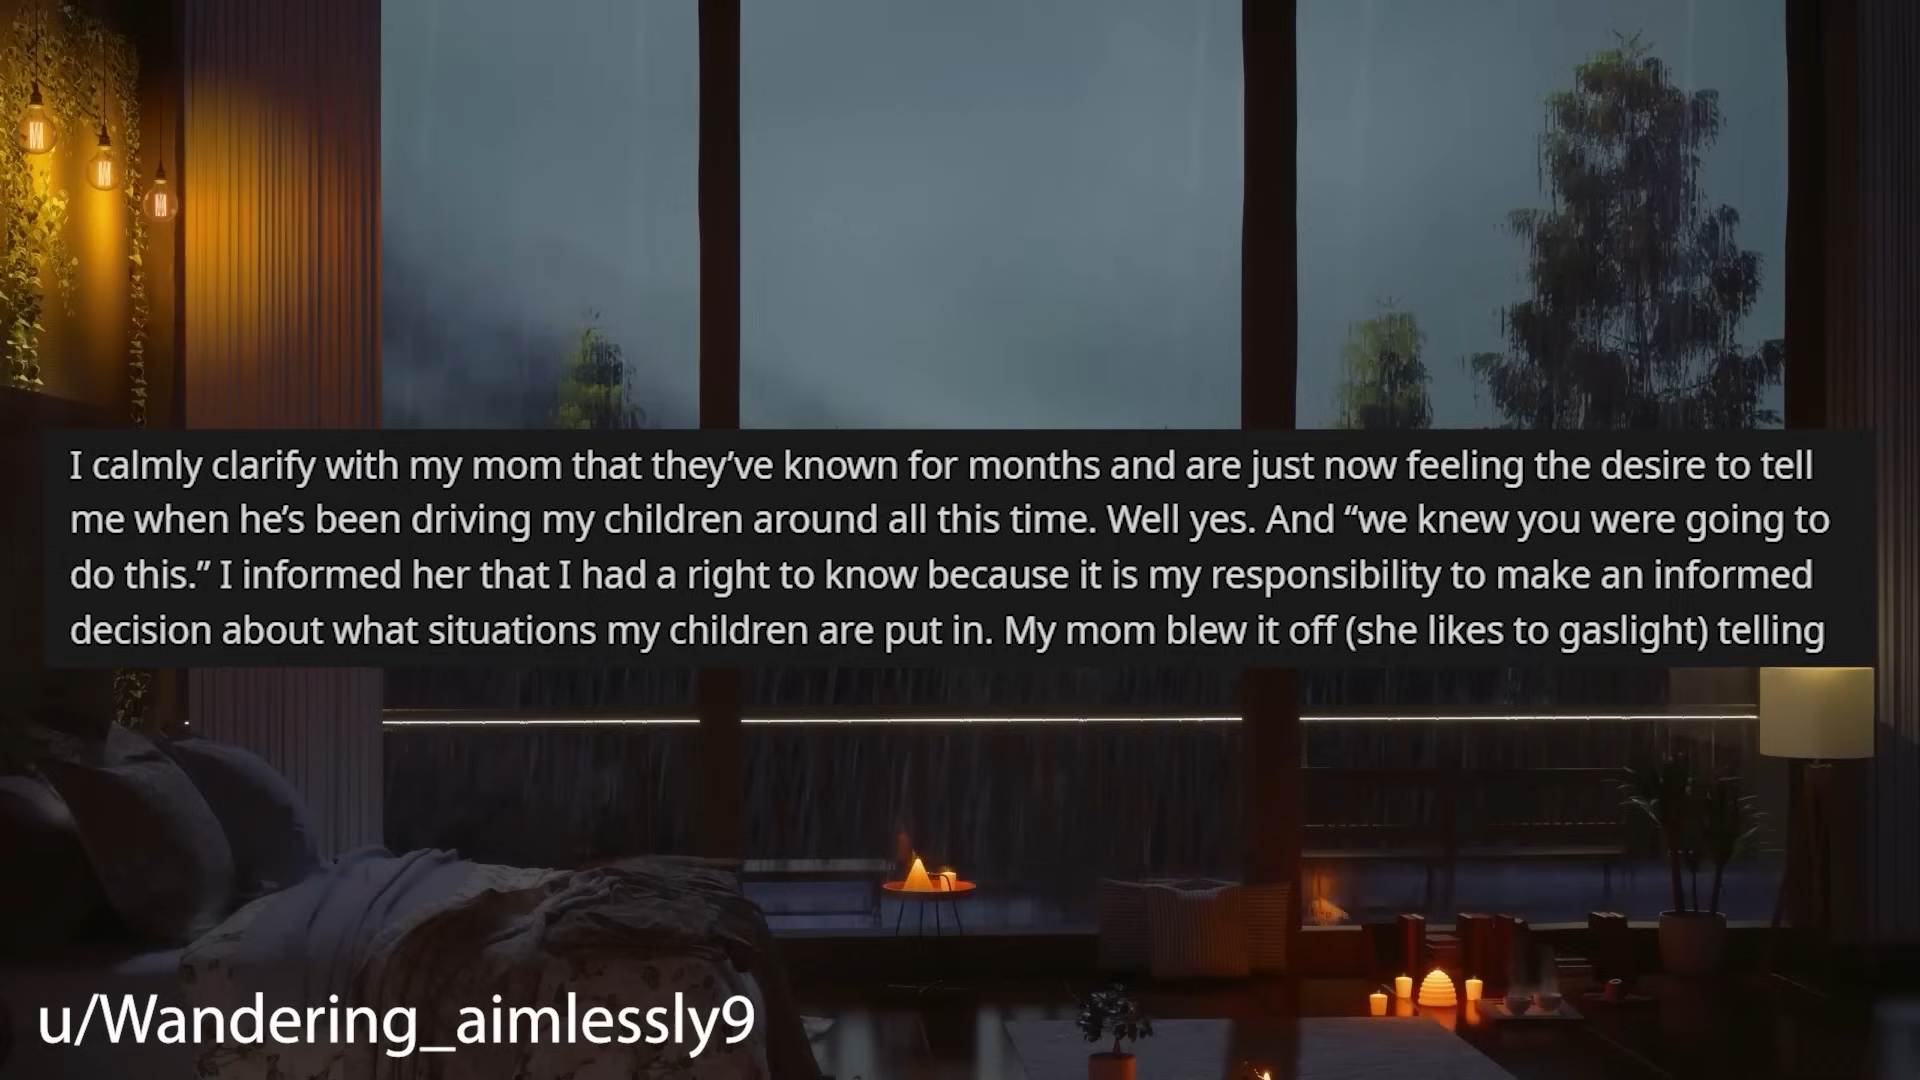 I calmly clarify with my mom that they’ve known for months and are just now feeling the desire to tell
me when he’s been driving my children around all this time. Well yes. And “we knew you were going to
do this.” I informed her that I had a right to know because it is my responsibility to make an informed
decision about what situations my children are put in. My mom blew it off (she likes to gaslight) telling
u/Wandering_aimlessly9